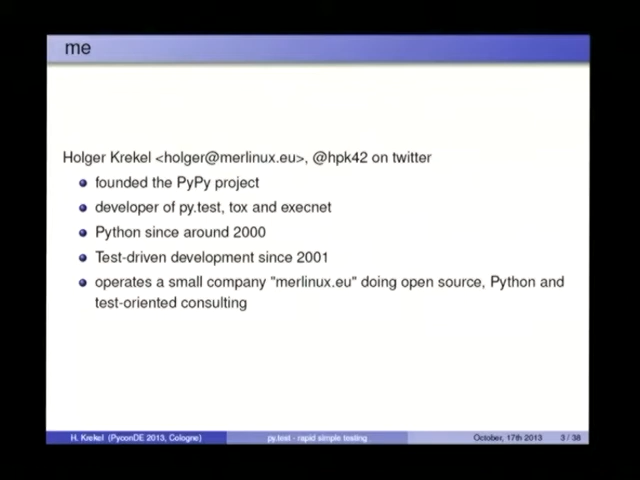 me
Holger Krekel <holger@merlinux.eu>, @hpk42 on twitter
founded the PyPy project
developer of py.test, tox and execnet
Python since around 2000
Test-driven development since 2001
operates a small company "merlinux.eu" doing open source, Python and
test-oriented consulting
H. Krekel (PyconDE 2013, Cologne) py.test - rapid simple testing October, 17th 2013 3 / 38